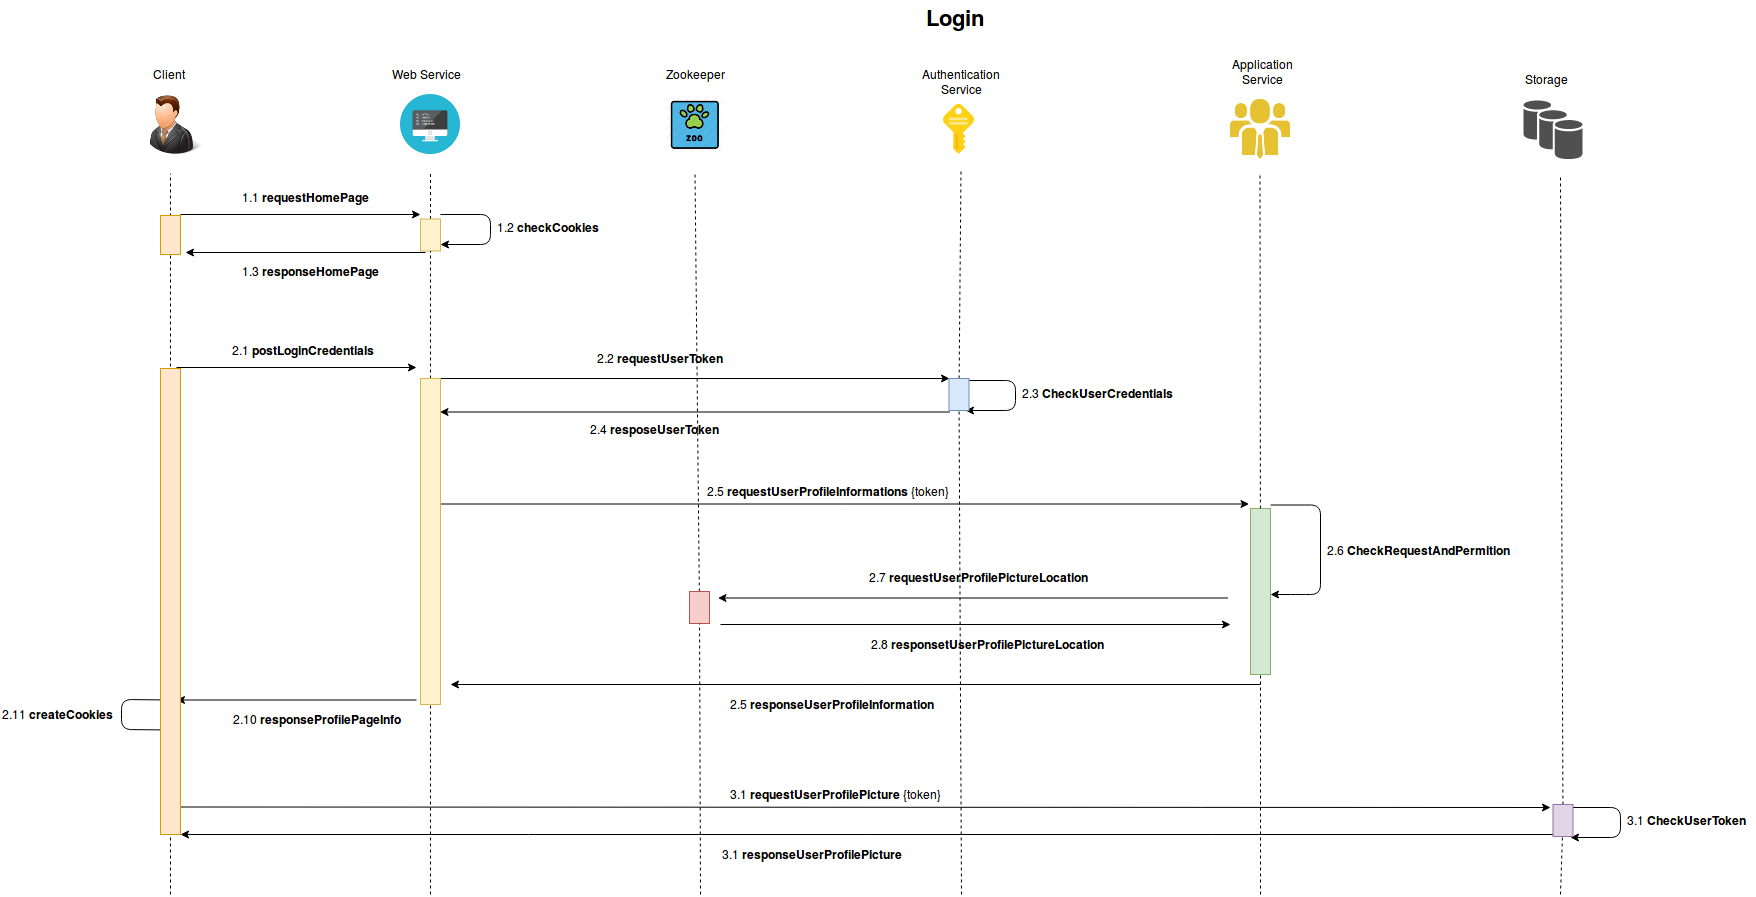 Login
Client
Web Service
Zookeeper
Authentication
Service
Application
Service
Storage
ZOO
1.1 requestHomePage
1.2 checkCookies
1.3 responseHomePage
2.1 postLoginCredentials
2.2 requestUserToken
2.3 CheckUserCredentials
2.4 resposeUserToken
2.5 requestUserProfileInformations {token}
2.6 CheckRequestAndPermition
2.7 requestUserProfilePictureLocation
2.8 responsetUserProfilePictureLocation
2.5 responseUserProfileInformation
2.10 responseProfilePageInfo
2.11 createCookies
3.1 requestUserProfilePicture {token}
3.1 CheckUserToken
3.1 responseUserProfilePicture